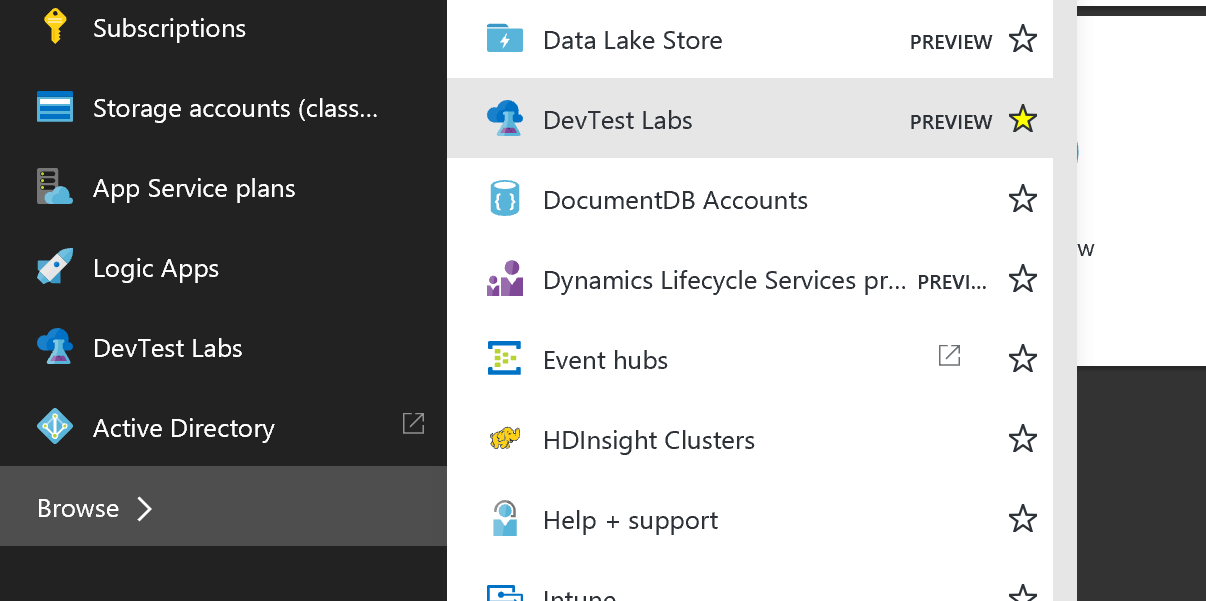 Subscriptions
Storage accounts (class...
App Service plans
Logic Apps
DevTest Labs
Active Directory
Browse
Data Lake Store PREVIEW
DevTest Labs PREVIEW
DocumentDB Accounts
Dynamics Lifecycle Services pr... PREVI...
Event hubs
HDInsight Clusters
Help + support
Intune
w